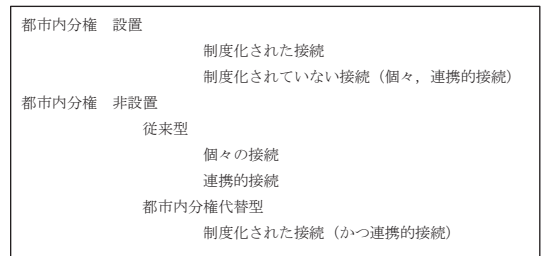 都市内分権　設置
制度化された接続
制度化されていない接続（個々，連携的接続）
都市内分権　非設置
従来型
個々の接続
連携的接続
都市内分権代替型
制度化された接続（かつ連携的接続）